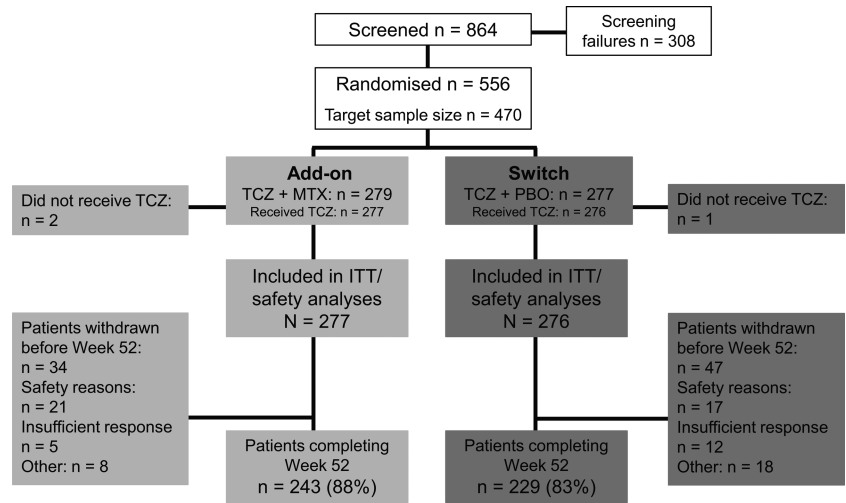 Screened n = 864
Screening
failures n = 308
Randomised n = 556
Target sample size n = 470
Add-on
TCZ + MTX: n = 279
Received TCZ: n = 277
Switch
TCZ + PBO: n = 277
Received TCZ: n = 276
Did not receive TCZ:
n = 2
Did not receive TCZ:
n = 1
Included in ITT/
safety analyses
N = 277
Included in ITT/
safety analyses
N = 276
Patients withdrawn
before Week 52:
n = 34
Safety reasons:
n = 21
Insufficient response
n = 5
Other: n = 8
Patients withdrawn
before Week 52:
n = 47
Safety reasons:
n = 17
Insufficient response
n = 12
Other: n = 18
Patients completing
Week 52
n = 243 (88%)
Patients completing
Week 52
n = 229 (83%)